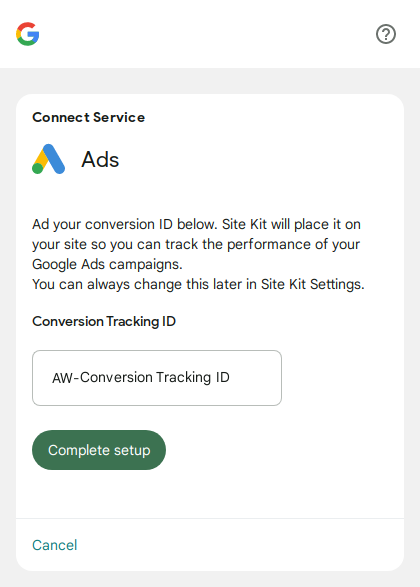 Connect Service
Ads
Ad your conversion ID below. Site Kit will place it on
your site so you can track the performance of your
Google Ads campaigns.
You can always change this later in Site Kit Settings.
Conversion Tracking ID
AW-Conversion Tracking ID
Complete setup
Cancel